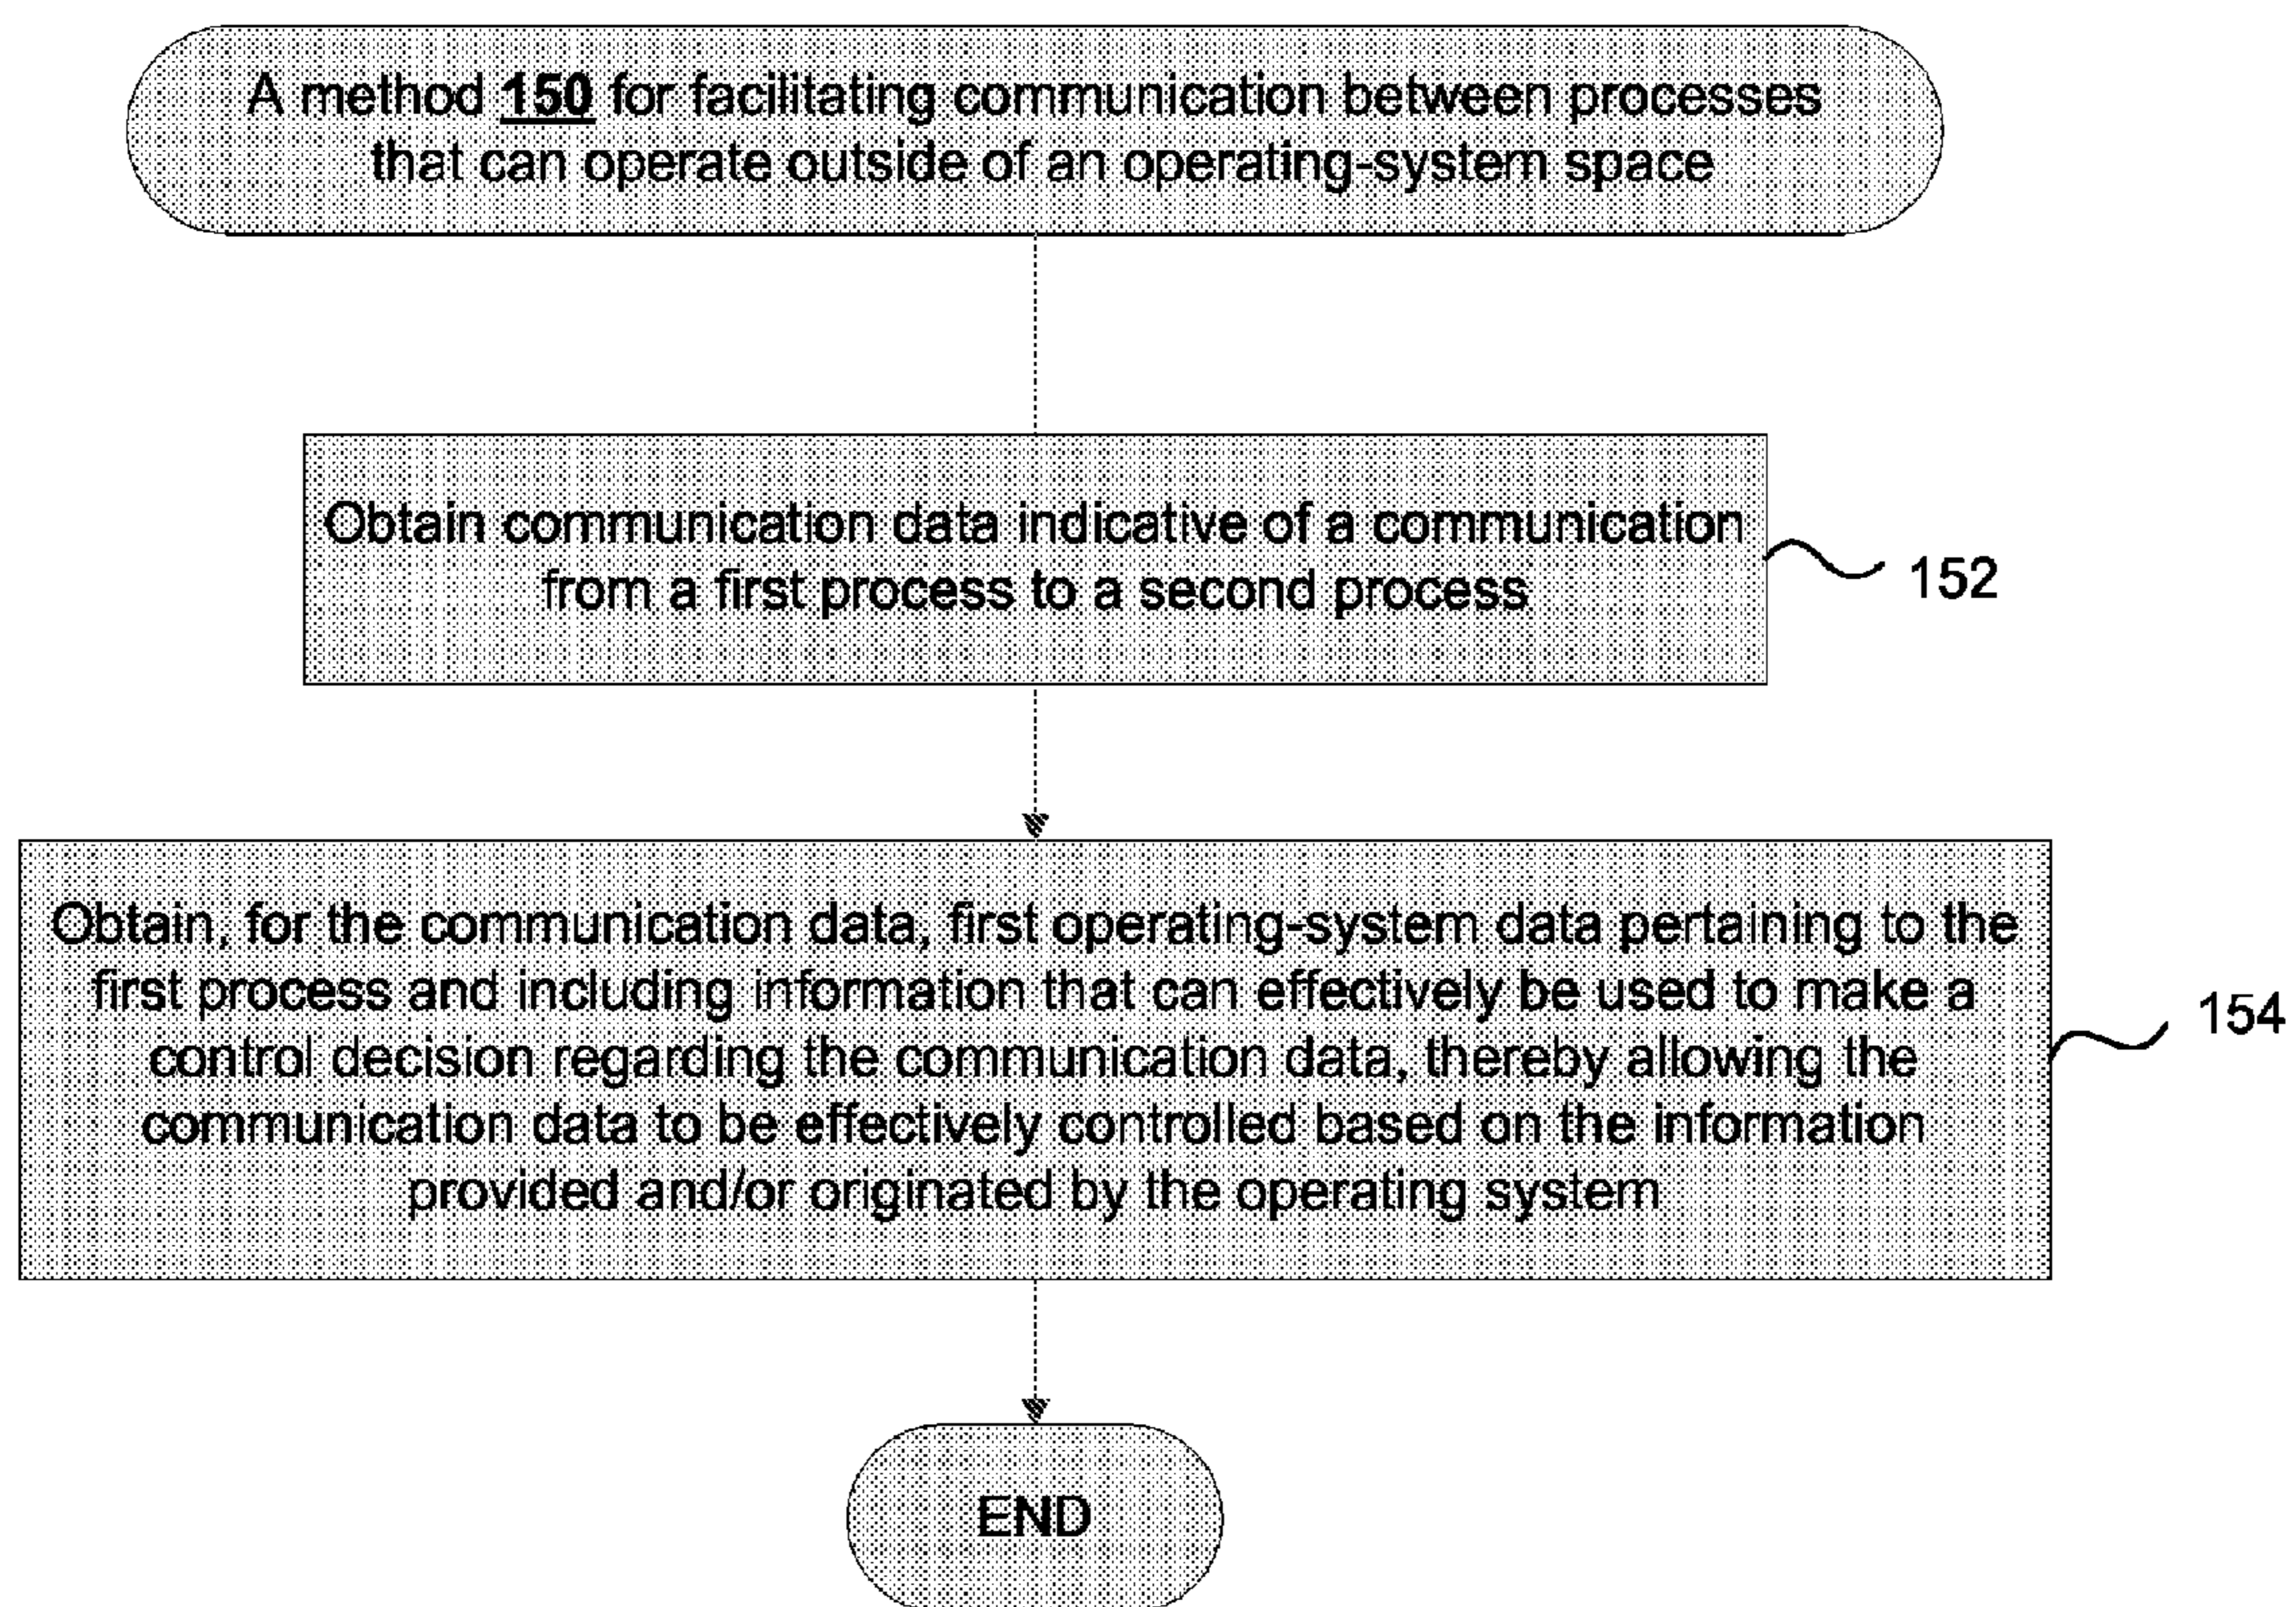 A method 150 for facilitating communication between processes
that can operate outside of an operating-system space
Obtain communication data indicative of a communication
from a first process to a second process
152
Obtain, for the communication data, first operating-system data pertaining to the
first process and including information that can effectively be used to make a
control decision regarding the communication data, thereby allowing the
communication data to be effectively controlled based on the information
provided and/or originated by the operating system
154
END